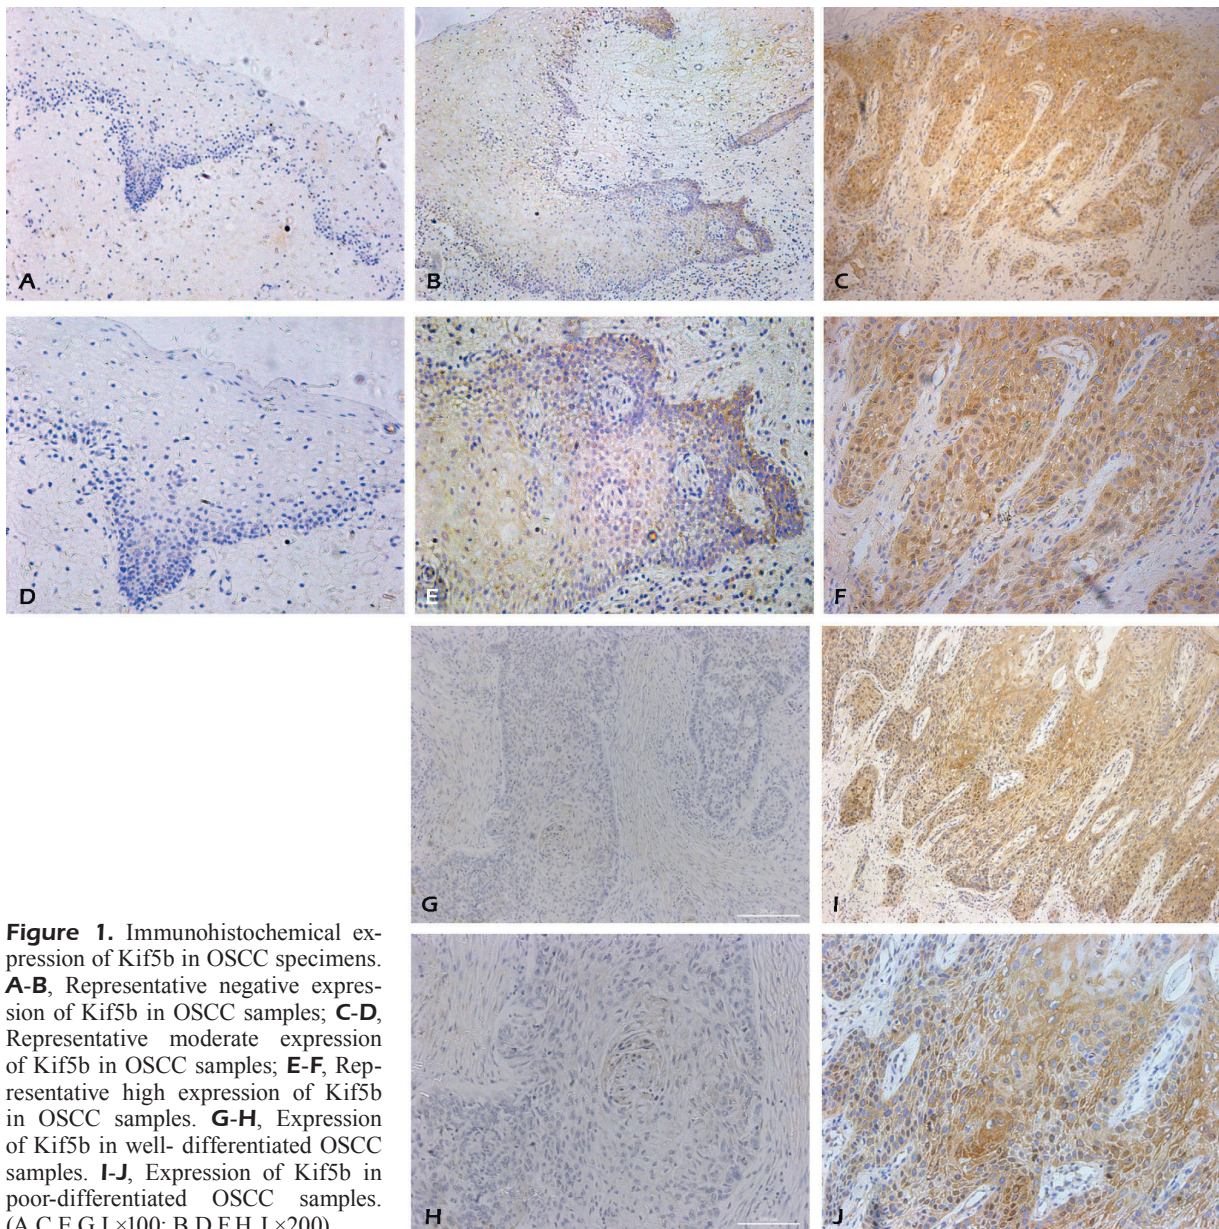 A
B
C
D
E
F
G
I
H
J
Figure 1. Immunohistochemical ex-
pression of Kif5b in OSCC specimens.
A-B, Representative negative expres-
sion of Kif5b in OSCC samples; C-D,
Representative moderate expression
of Kif5b in OSCC samples; E-F, Rep-
resentative high expression of Kif5b
in OSCC samples. G-H, Expression
of Kif5b in well- differentiated OSCC
samples. I-J, Expression of Kif5b in
poor-differentiated OSCC samples.
(A,C,E,G,I, ×100; B,D,F,H,J, ×200)